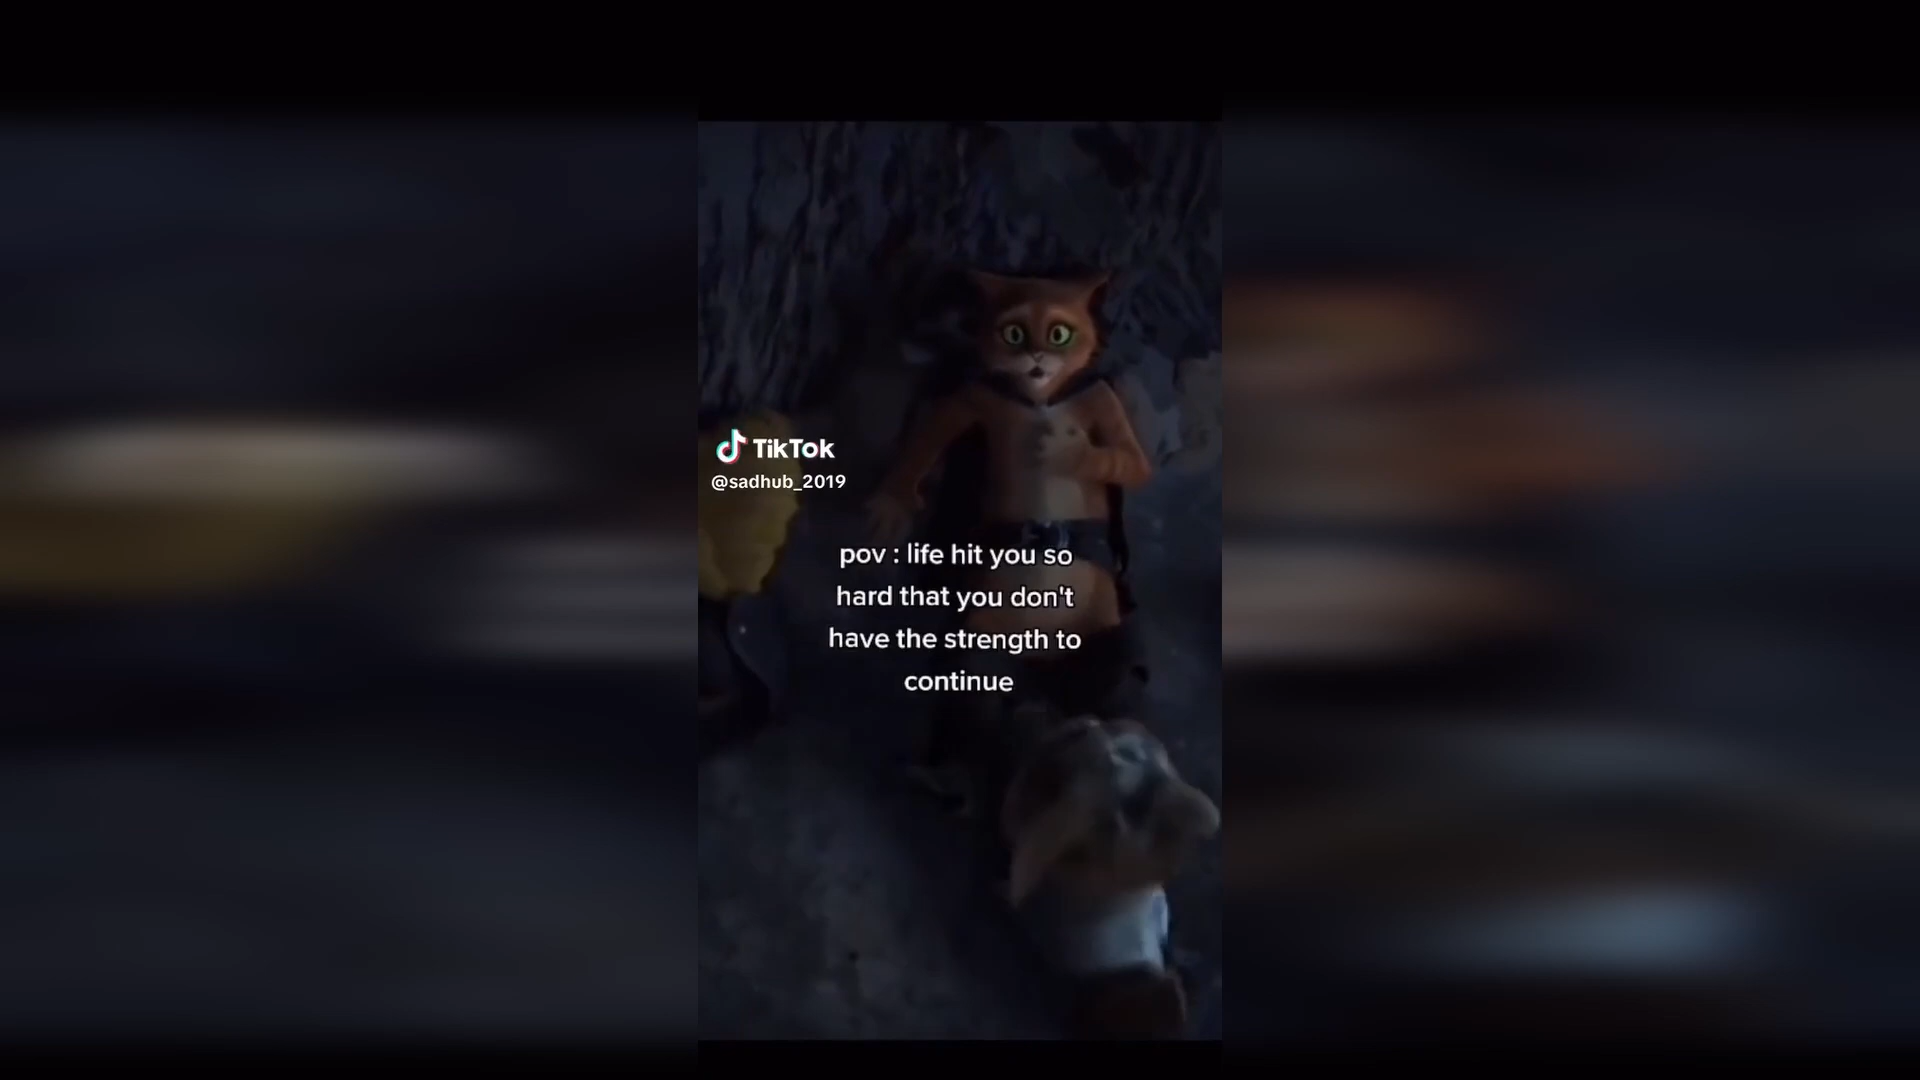 TikTok
@sadhub_2019
pov : life hit you so
hard that you don't
have the strength to
continue